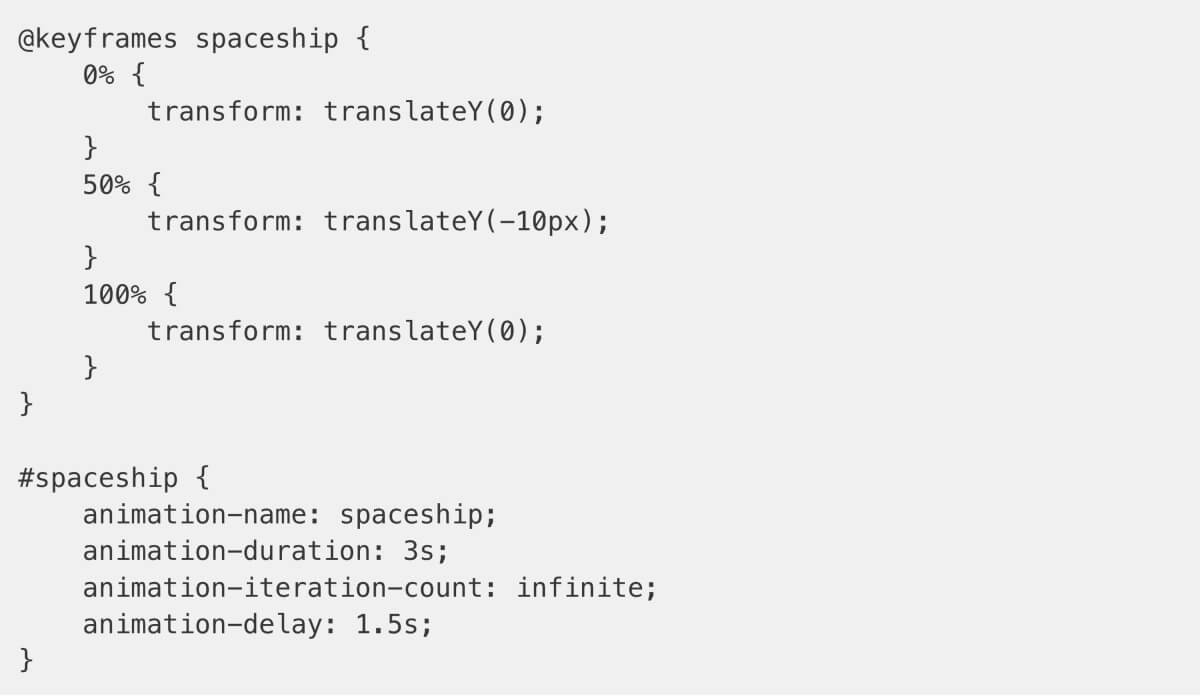 @keyframes spaceship {
    0% {
        transform: translateY(0);
    }
    50% {
        transform: translateY(-10px);
    }
    100% {
        transform: translateY(0);
    }
}

#spaceship {
    animation-name: spaceship;
    animation-duration: 3s;
    animation-iteration-count: infinite;
    animation-delay: 1.5s;
}